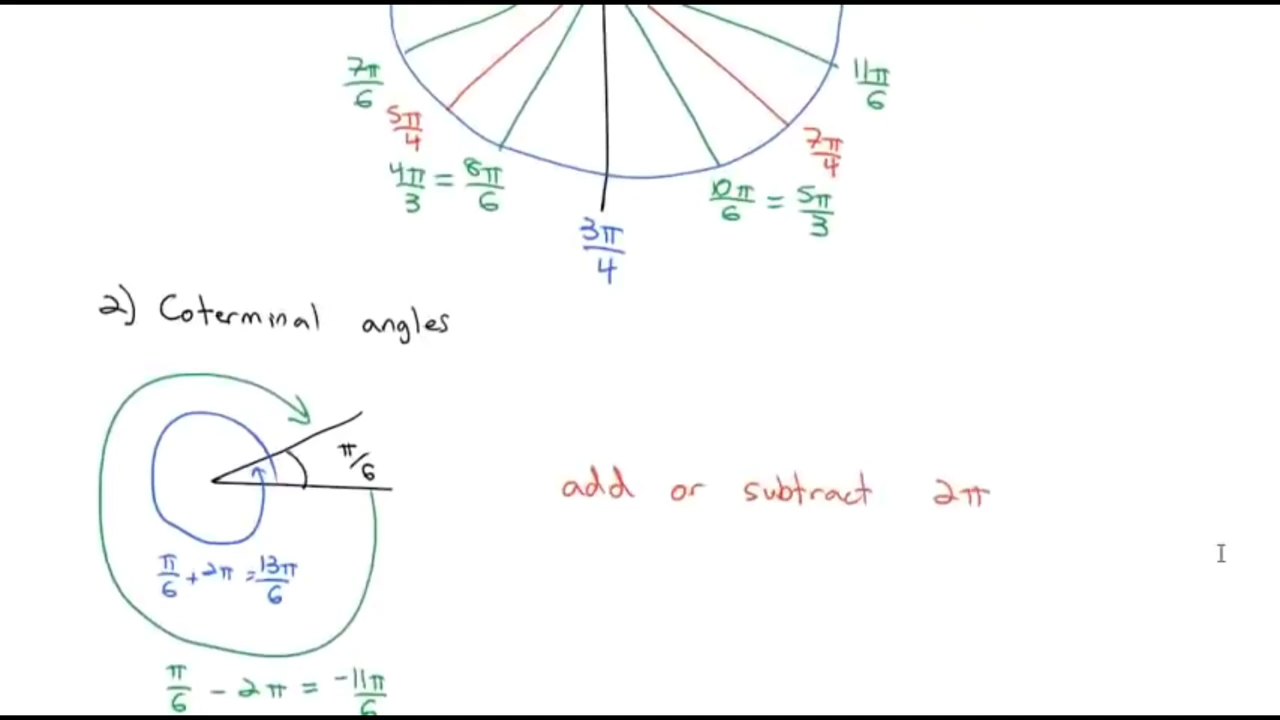 7π/6
11π/6
5π/4
7π/4
4π/3 = 8π/6
10π/6 = 5π/3
3π/4
2) Coterminal angles
π/6
add or subtract 2π
π/6 + 2π = 13π/6
π/6 - 2π = -11π/6